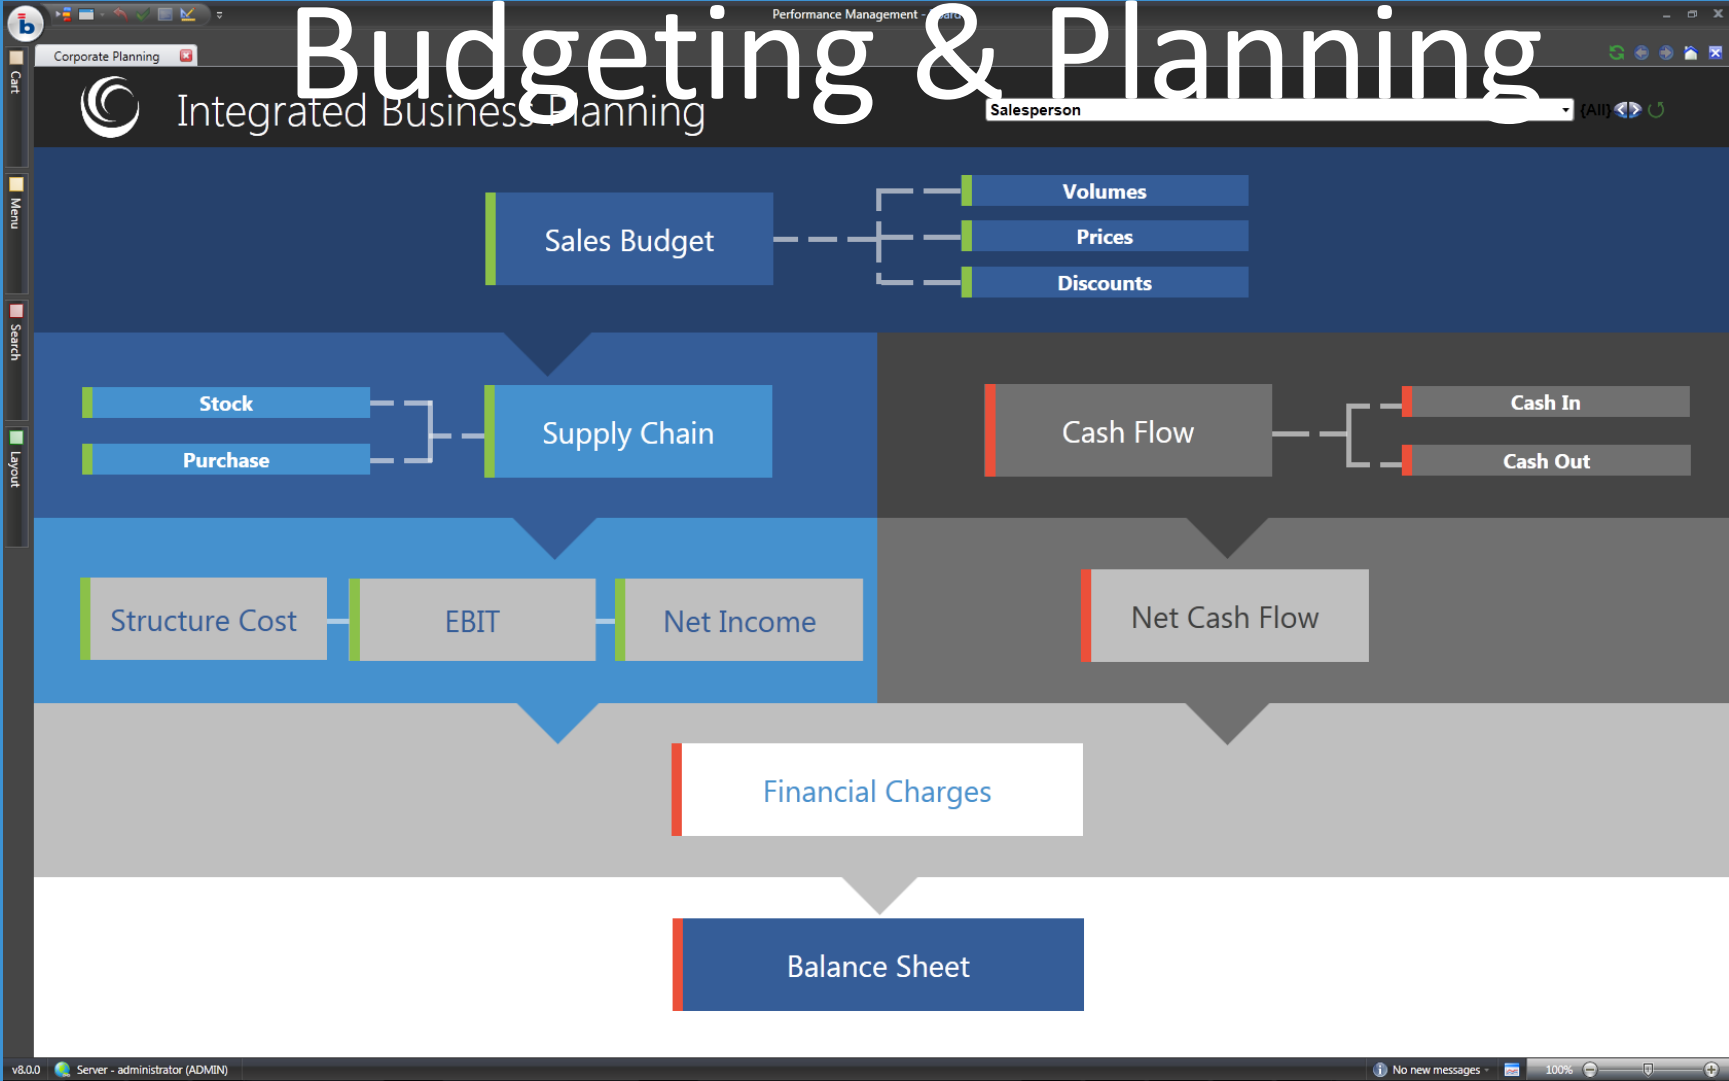 Budgeting & Planning
Performance Management - Board
Corporate Planning
Integrated Business Planning
Salesperson
{All}
Cart
Menu
Search
Layout
Sales Budget
Volumes
Prices
Discounts
Stock
Purchase
Supply Chain
Cash Flow
Cash In
Cash Out
Structure Cost
EBIT
Net Income
Net Cash Flow
Financial Charges
Balance Sheet
v8.0.0
Server - administrator (ADMIN)
No new messages
100%